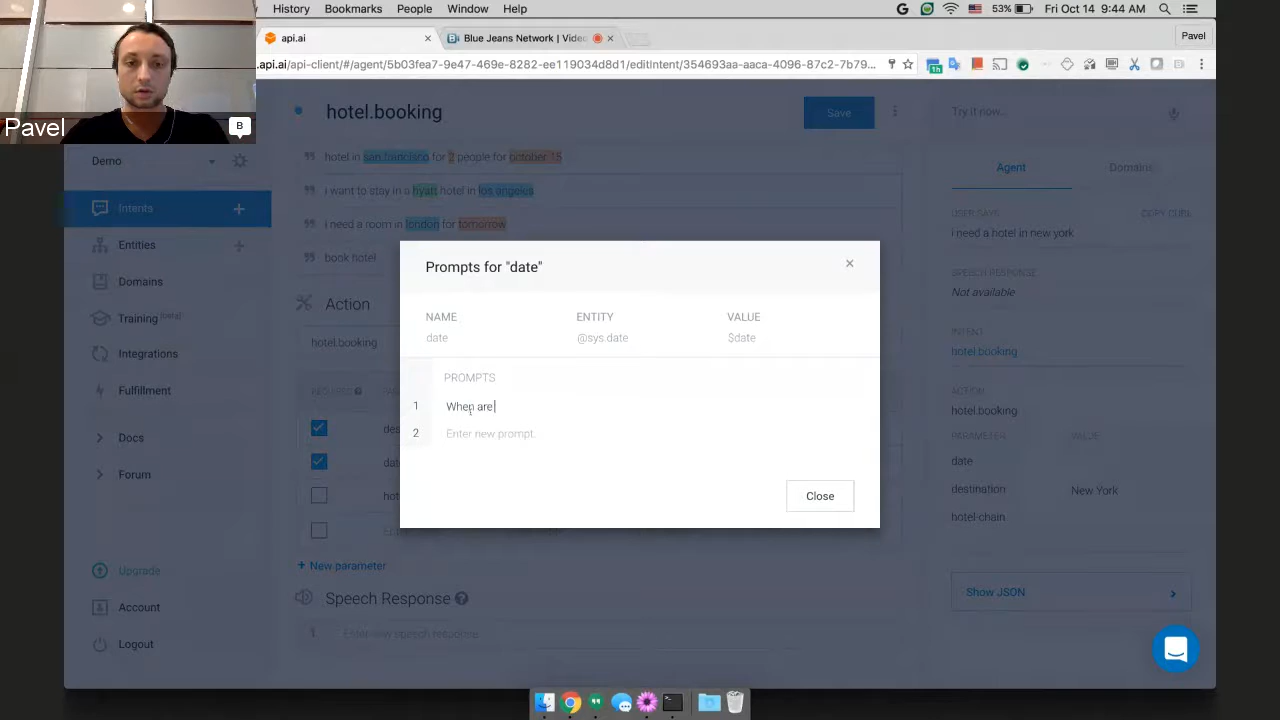 History Bookmarks People Window Help
53% Fri Oct 14 9:44 AM
api.ai
Blue Jeans Network | Video
Pavel
.api.ai/api-client/#/agent/5b03fea7-9e47-469e-8282-ee119034d8d1/editIntent/354693aa-aaca-4096-87c2-7b79...
Pavel
B
Demo
Intents
Entities
Domains
Training [beta]
Integrations
Fulfillment
Docs
Forum
Upgrade
Account
Logout
hotel.booking
Save
hotel in san francisco for 2 people for october 15
i want to stay in a hyatt hotel in los angeles
i need a room in london for tomorrow
book hotel
Action
hotel.booking
REQUIRED
+ New parameter
Speech Response
1 Enter new speech response
Prompts for "date"
NAME ENTITY VALUE
date @sys.date $date
PROMPTS
1 When are
2 Enter new prompt.
Close
Try it now...
Agent Domains
USER SAYS COPY CURL
i need a hotel in new york
SPEECH RESPONSE
Not available
INTENT
hotel.booking
ACTION
hotel.booking
PARAMETER VALUE
date
destination New York
hotel-chain
Show JSON